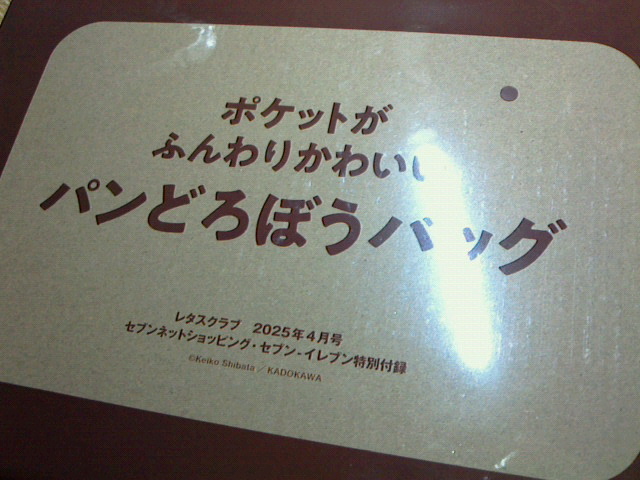 ポケットが
ふんわりかわいい
パンどろぼうバッグ
レタスクラブ 2025年4月号
セブンネットショッピング・セブン‐イレブン特別付録
©Keiko Shibata／KADOKAWA